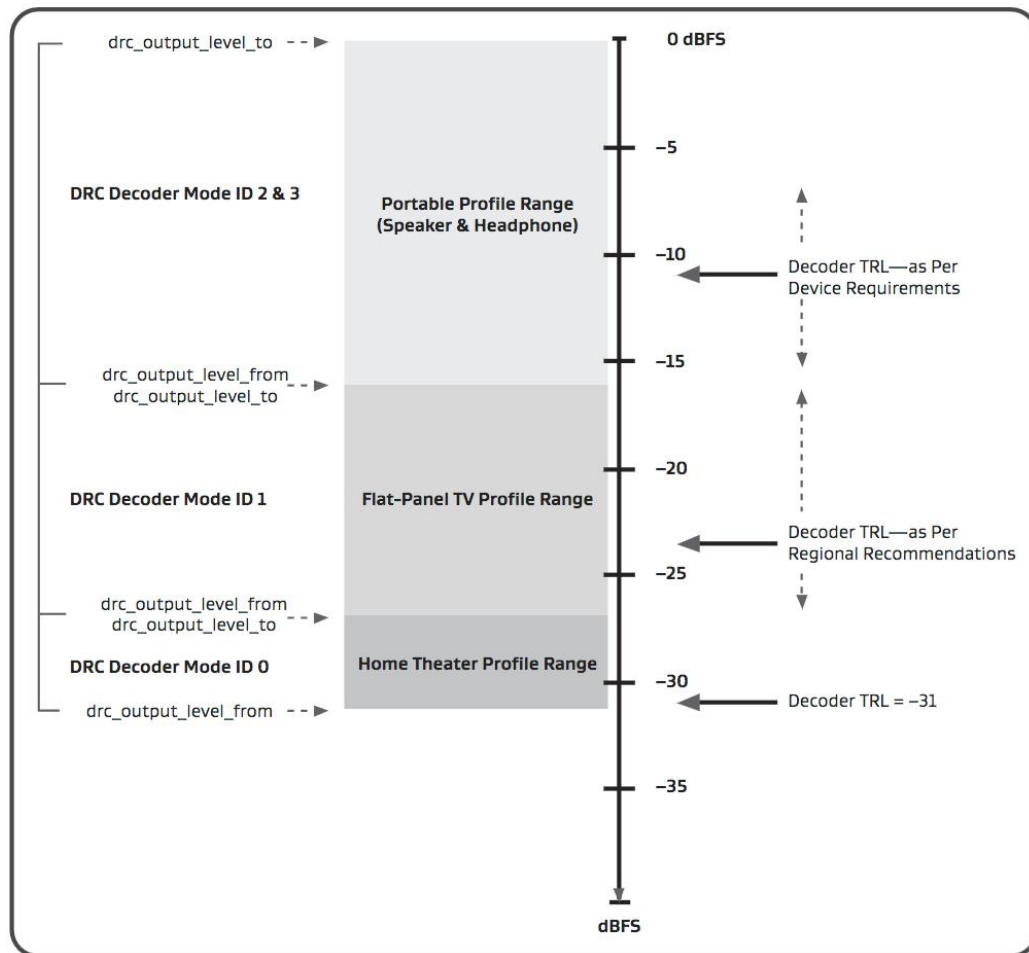 drc_output_level_to
0 dBFS
–5
DRC Decoder Mode ID 2 & 3
Portable Profile Range
(Speaker & Headphone)
–10
Decoder TRL—as Per
Device Requirements
–15
drc_output_level_from
drc_output_level_to
–20
DRC Decoder Mode ID 1
Flat-Panel TV Profile Range
Decoder TRL—as Per
Regional Recommendations
–25
drc_output_level_from
drc_output_level_to
DRC Decoder Mode ID 0
Home Theater Profile Range
–30
Decoder TRL = –31
drc_output_level_from
–35
dBFS